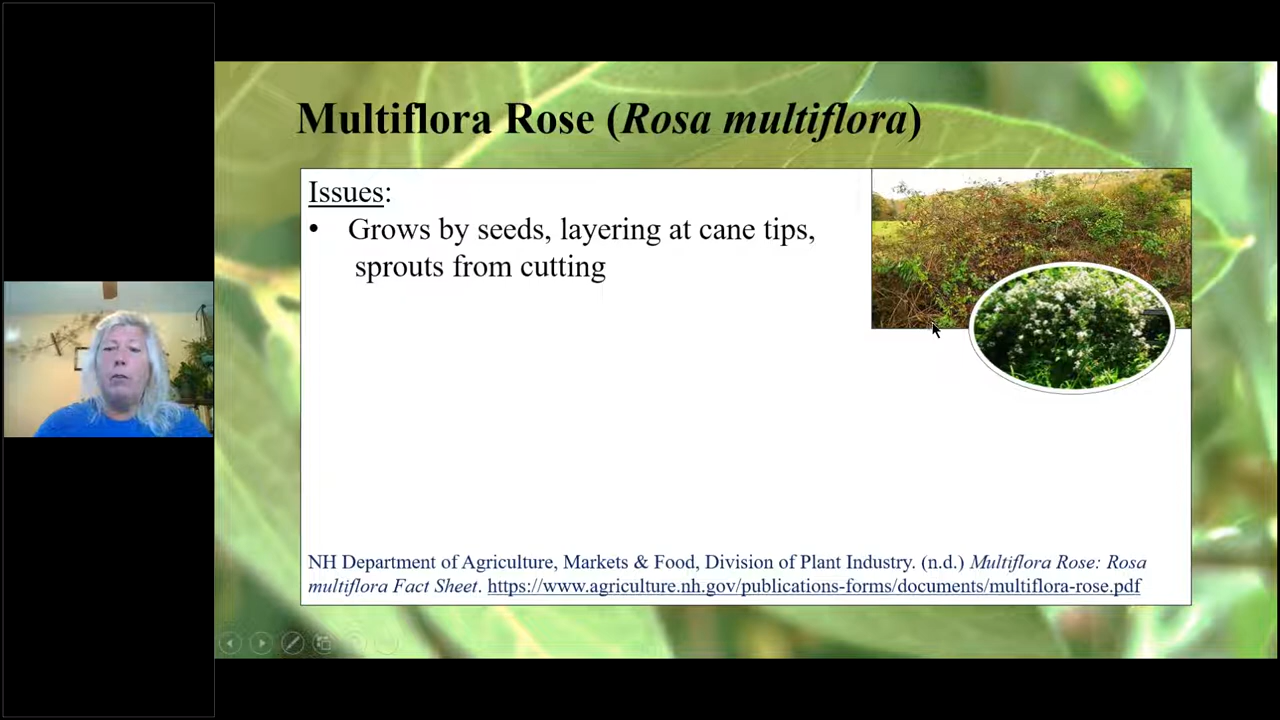 Multiflora Rose (Rosa multiflora)
Issues:
• Grows by seeds, layering at cane tips,
sprouts from cutting
NH Department of Agriculture, Markets & Food, Division of Plant Industry. (n.d.) Multiflora Rose: Rosa
multiflora Fact Sheet. https://www.agriculture.nh.gov/publications-forms/documents/multiflora-rose.pdf